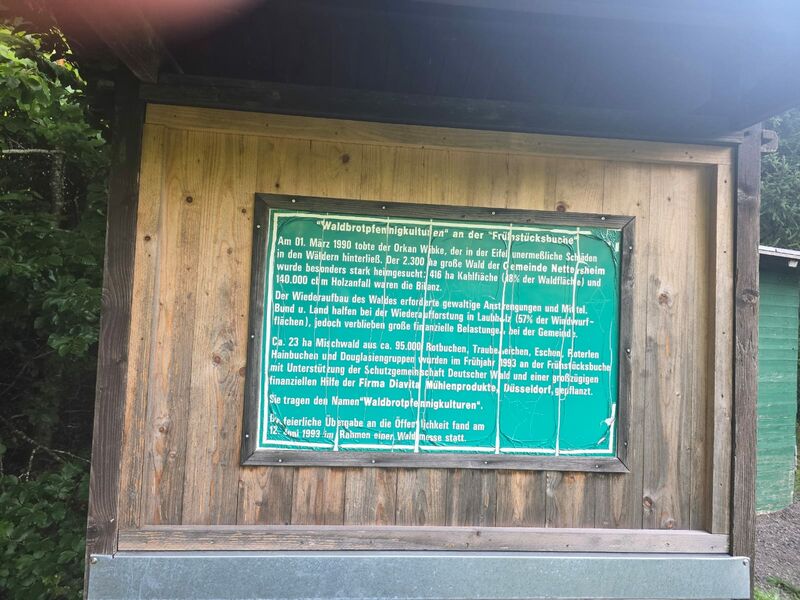 "Waldbrotpfennigkulturen" an der "Frühstücksbuche"
Am 01. März 1990 tobte der Orkan Wibke, der in der Eifel unermeßliche Schäden
in den Wäldern hinterließ. Der 2.300 ha große Wald der Gemeinde Nettersheim
wurde besonders stark heimgesucht; 416 ha Kahlfläche (18% der Waldfläche) und
140.000 cbm Holzanfall waren die Bilanz.
Der Wiederaufbau des Waldes erforderte gewaltige Anstrengungen und Mittel.
Bund u. Land halfen bei der Wiederaufforstung in Laubholz (57% der Windwurf-
flächen), jedoch verblieben große finanzielle Belastungen bei der Gemeinde.
Ca. 23 ha Mischwald aus ca. 95.000 Rotbuchen, Traubeneichen, Eschen, Roterlen
Hainbuchen und Douglasiengruppen wurden im Frühjahr 1993 an der Frühstücksbuche
mit Unterstützung der Schutzgemeinschaft Deutscher Wald und einer großzügigen
finanziellen Hilfe der Firma Diavita Mühlenprodukte, Düsseldorf, gepflanzt.
Sie tragen den Namen "Waldbrotpfennigkulturen".
Die feierliche Übergabe an die Öffentlichkeit fand am
12. Juni 1993 im Rahmen einer Waldmesse statt.